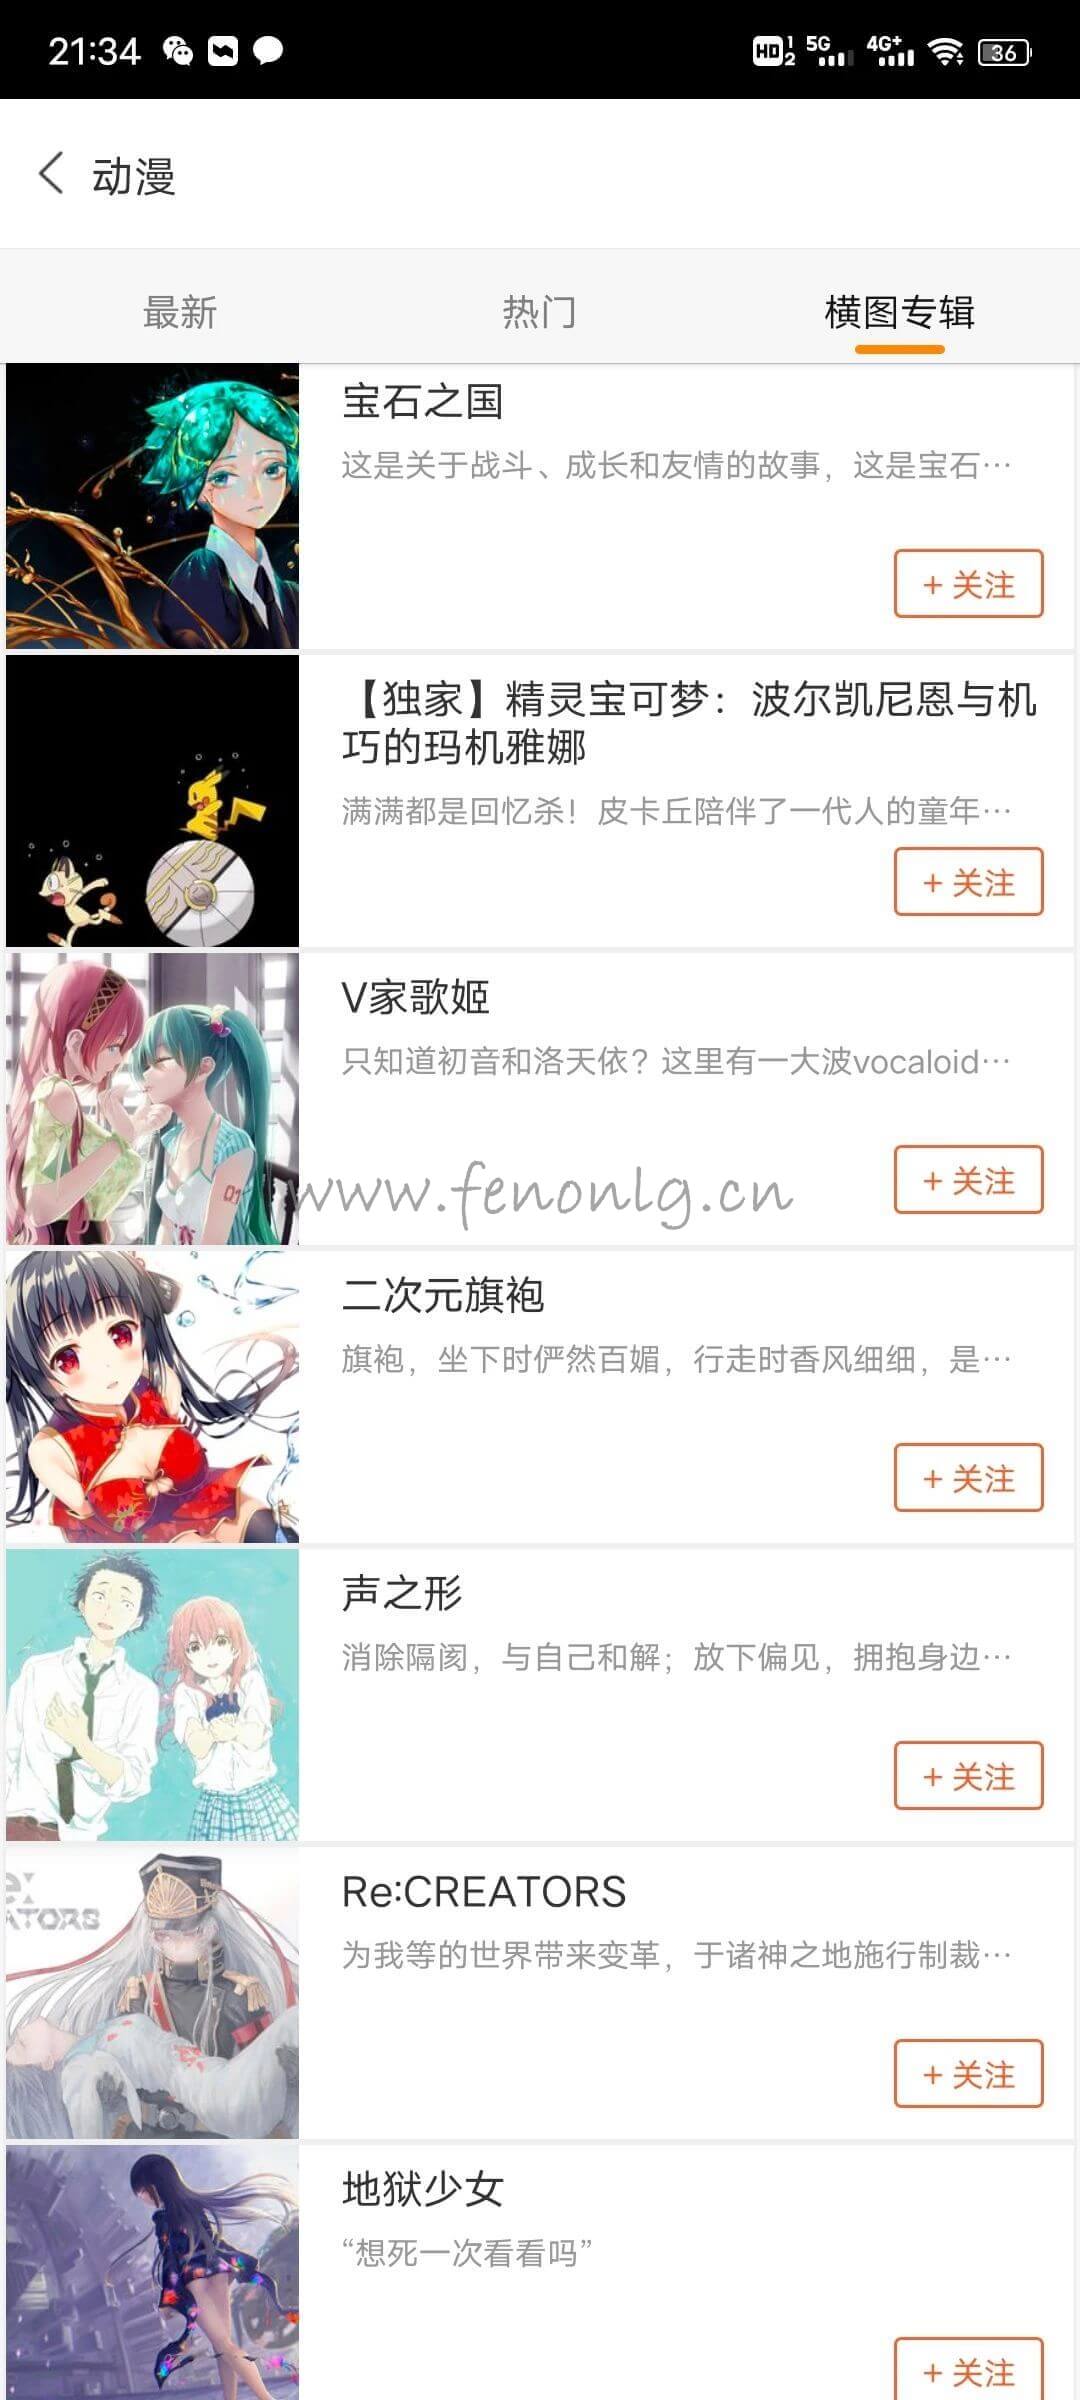 21:34
HD 1 2 5G 4G+ 36
动漫
最新
热门
横图专辑
宝石之国
这是关于战斗、成长和友情的故事，这是宝石…
+ 关注
【独家】精灵宝可梦：波尔凯尼恩与机
巧的玛机雅娜
满满都是回忆杀！皮卡丘陪伴了一代人的童年…
+ 关注
V家歌姬
只知道初音和洛天依？这里有一大波vocaloid…
01
www.fenonlg.cn
+ 关注
二次元旗袍
旗袍，坐下时俨然百媚，行走时香风细细，是…
+ 关注
声之形
消除隔阂，与自己和解；放下偏见，拥抱身边…
+ 关注
Re:CREATORS
为我等的世界带来变革，于诸神之地施行制裁…
e:
ATORS
+ 关注
地狱少女
“想死一次看看吗”
+ 关注